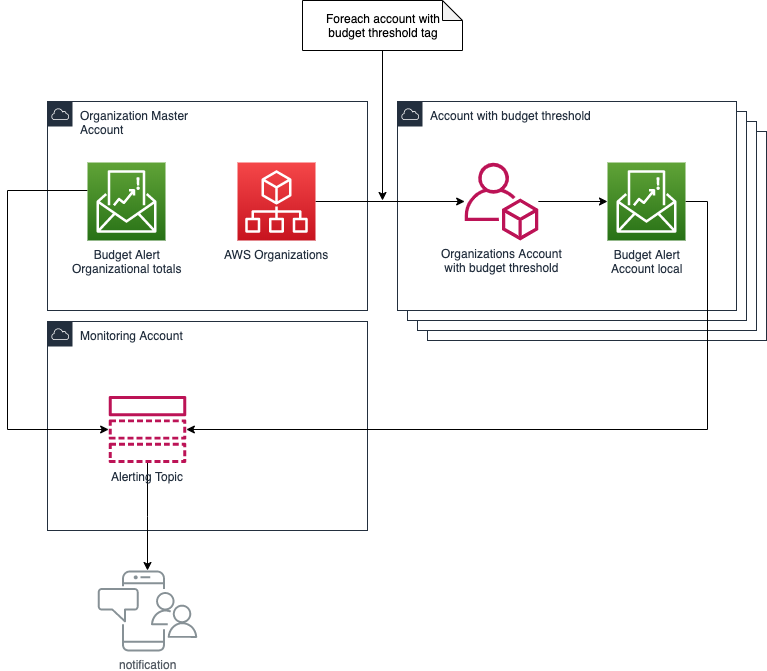 Foreach account with
budget threshold tag
Organization Master
Account
Account with budget threshold
Budget Alert
Organizational totals
AWS Organizations
Organizations Account
with budget threshold
Budget Alert
Account local
Monitoring Account
Alerting Topic
notification